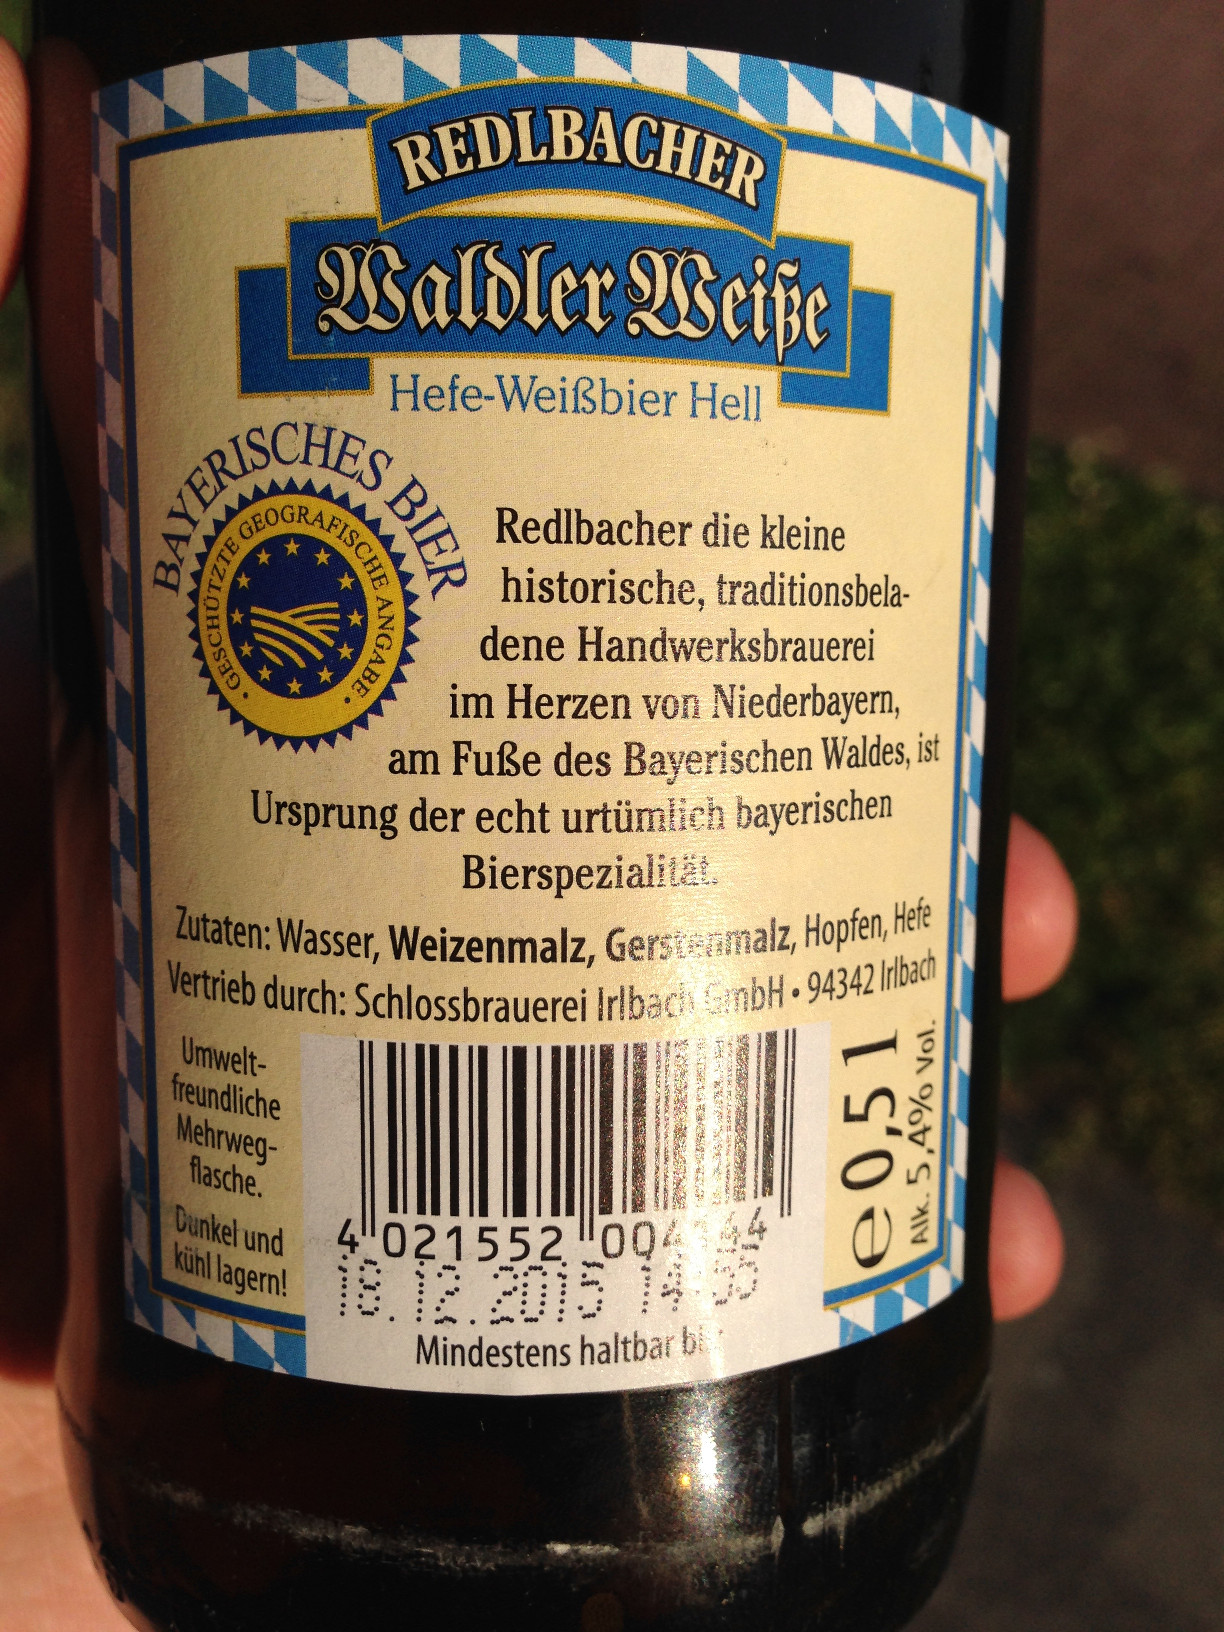 REDLBACHER
Waldler Weiße
Hefe-Weißbier Hell
BAYERISCHES BIER
GESCHÜTZTE GEOGRAFISCHE ANGABE
Redlbacher die kleine
historische, traditionsbela-
dene Handwerksbrauerei
im Herzen von Niederbayern,
am Fuße des Bayerischen Waldes, ist
Ursprung der echt urtümlich bayerischen
Bierspezialität.
Zutaten: Wasser, Weizenmalz, Gerstenmalz, Hopfen, Hefe
Vertrieb durch: Schlossbrauerei Irlbach GmbH • 94342 Irlbach
Umwelt-
freundliche
Mehrweg-
flasche.
Dunkel und
kühl lagern!
e 0,5 l
Alk. 5,4% Vol.
4 021552
18.12.2015
Mindestens haltbar